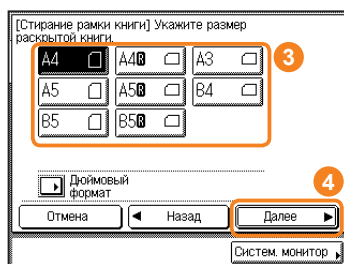 [Стирание рамки книги] Укажите размер
раскрытой книги.
A4 A4R A3
3
A5 A5R B4
B5 B5R
Дюймовый
формат
4
Отмена Назад Далее
Систем. монитор